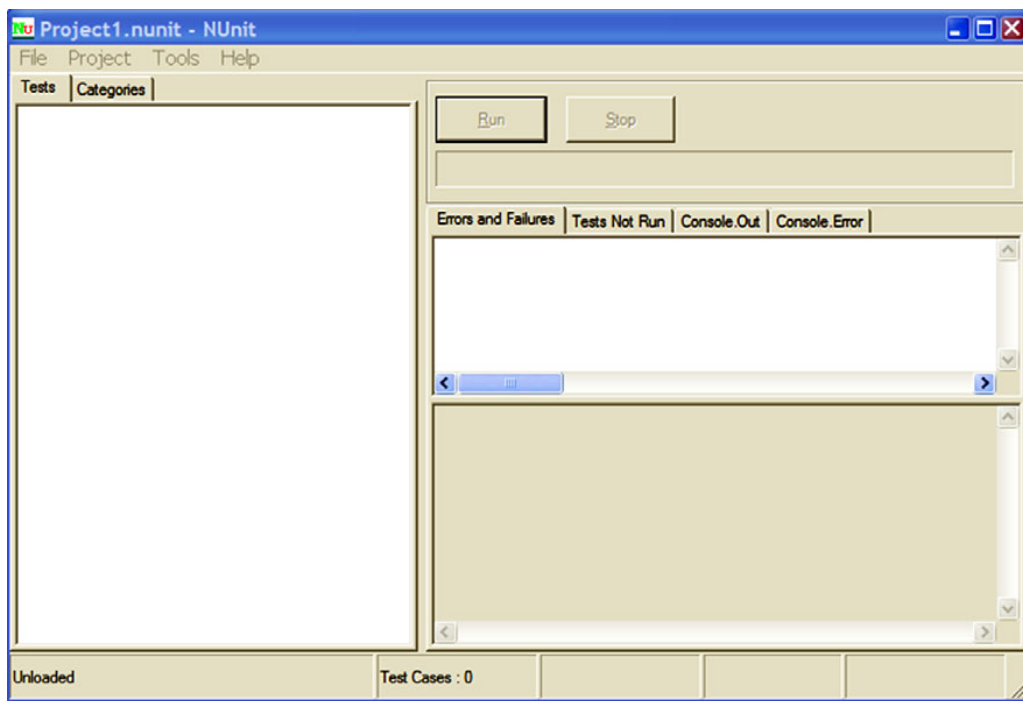 Nu Project1.nunit - NUnit
File Project Tools Help
Tests Categories
Run Stop
Errors and Failures Tests Not Run Console.Out Console.Error
Unloaded Test Cases : 0